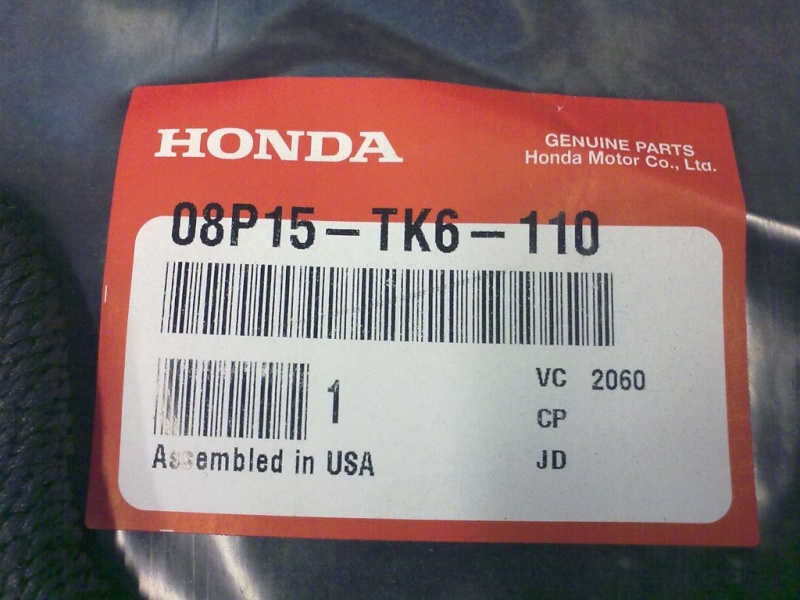 HONDA
GENUINE PARTS
Honda Motor Co., Ltd.
08P15-TK6-110
1
VC 2060
CP
Assembled in USA
JD